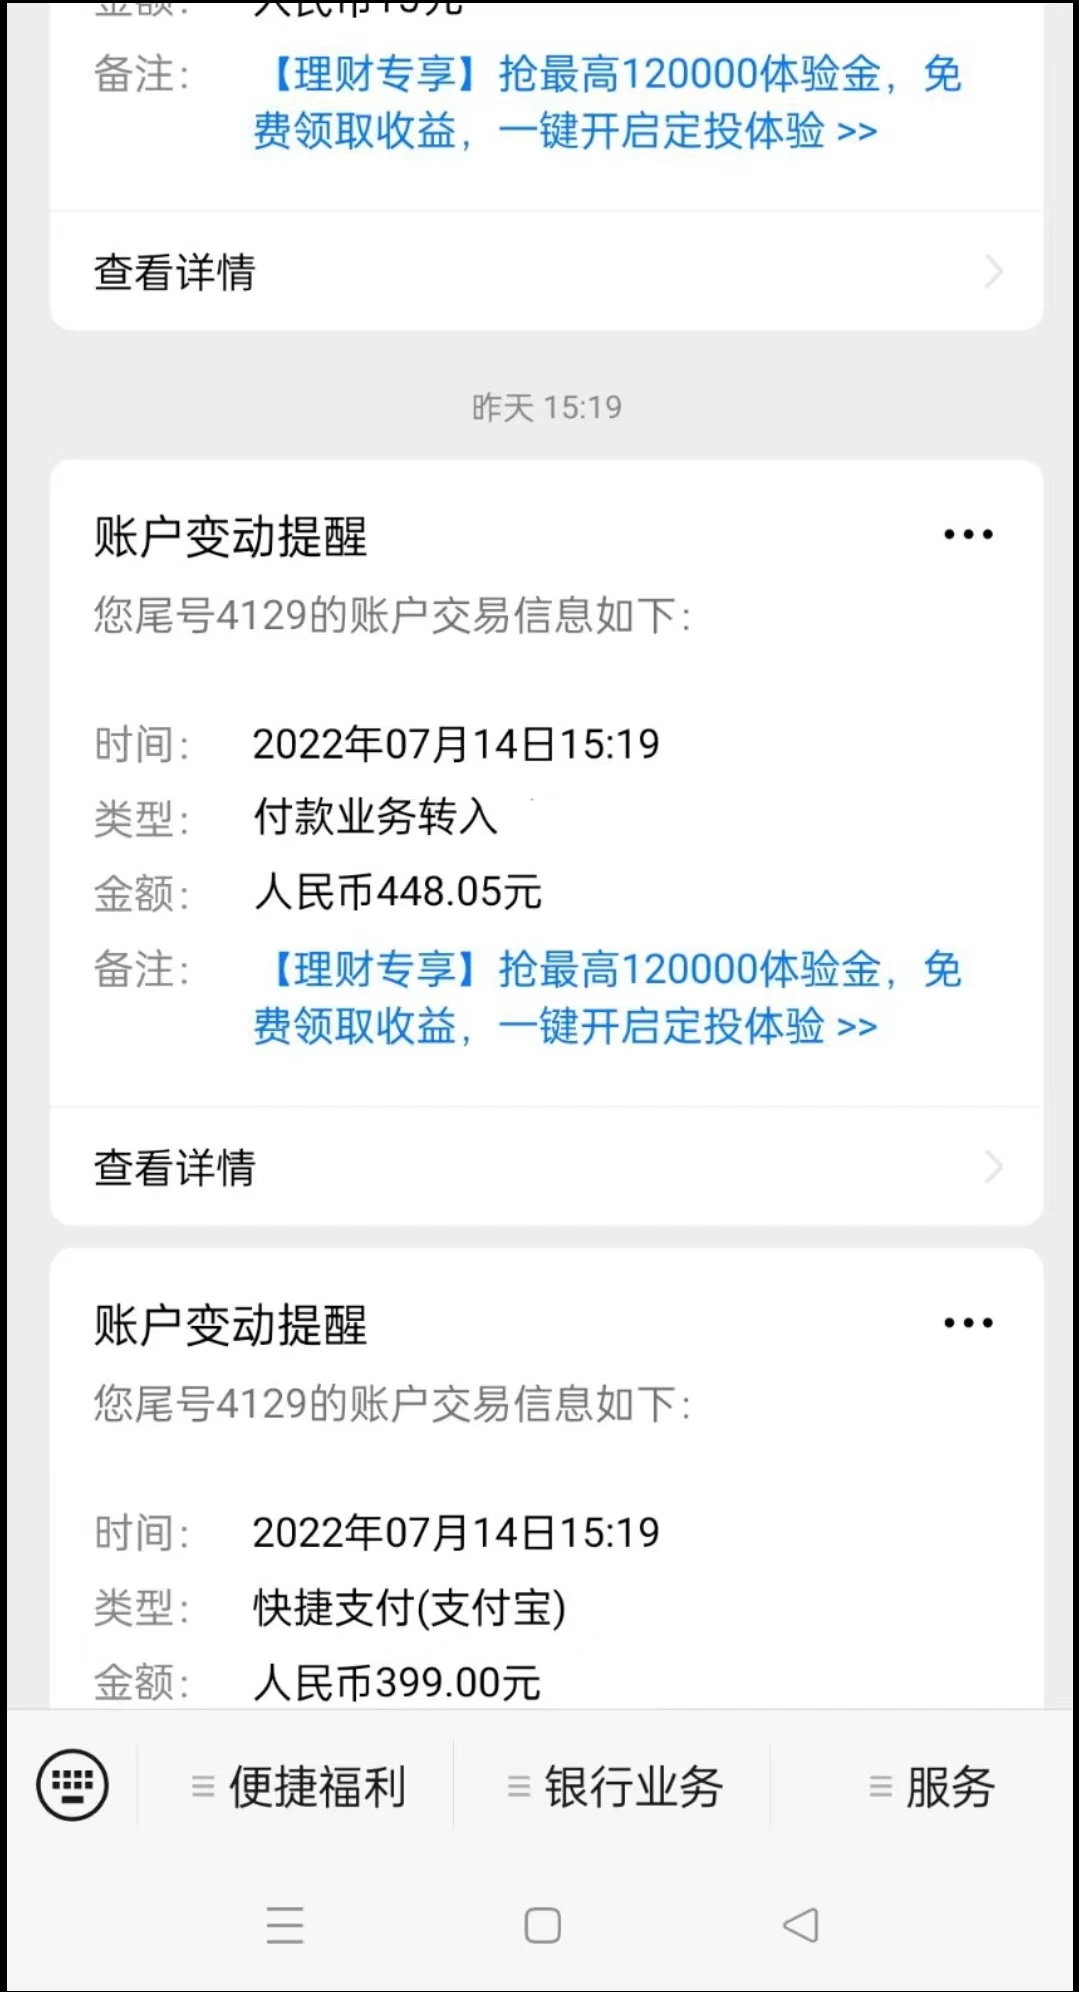 金额： 人民币15元
备注： 【理财专享】抢最高120000体验金，免
费领取收益，一键开启定投体验 >>
查看详情
昨天 15:19
账户变动提醒
您尾号4129的账户交易信息如下：
时间： 2022年07月14日15:19
类型： 付款业务转入
金额： 人民币448.05元
备注： 【理财专享】抢最高120000体验金，免
费领取收益，一键开启定投体验 >>
查看详情
账户变动提醒
您尾号4129的账户交易信息如下：
时间： 2022年07月14日15:19
类型： 快捷支付(支付宝)
金额： 人民币399.00元
便捷福利
银行业务
服务